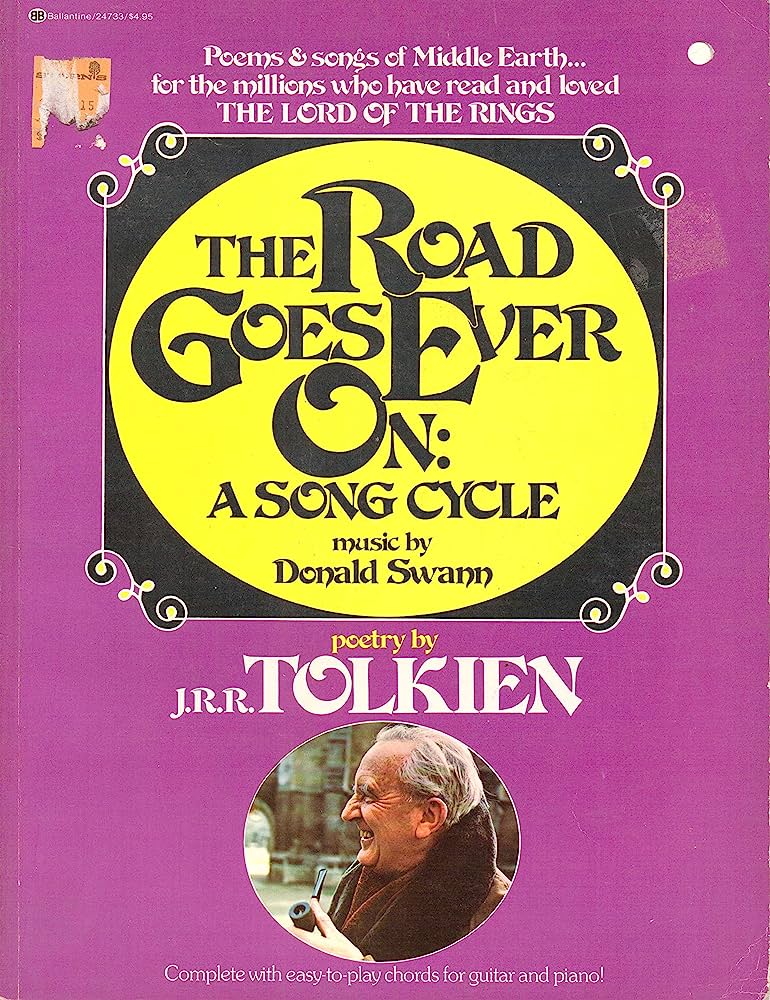 BB Ballantine/24733/$4.95
Poems & songs of Middle Earth...
for the millions who have read and loved
THE LORD OF THE RINGS
15
THE ROAD
GOES EVER
ON:
A SONG CYCLE
music by
Donald Swann
poetry by
J.R.R. TOLKIEN
Complete with easy-to-play chords for guitar and piano!